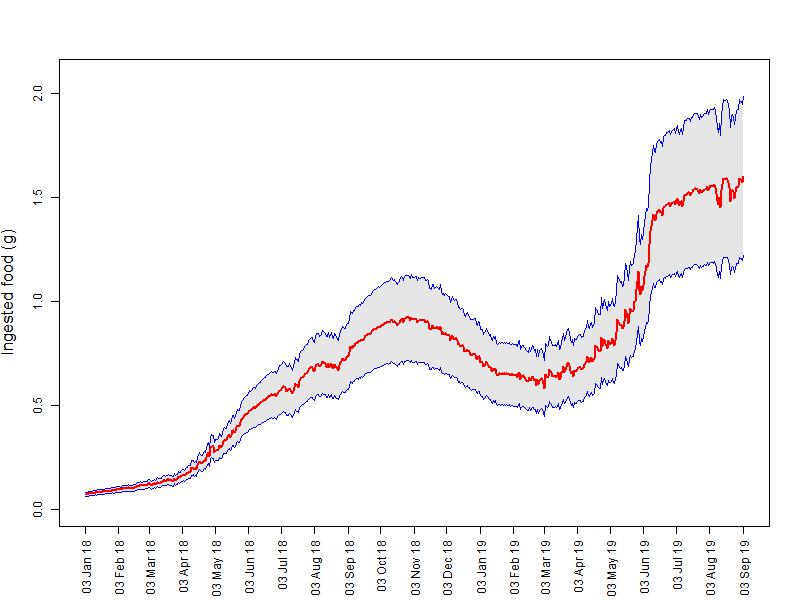 Ingested food (g)
2.0
1.5
1.0
0.5
0.0
03 Jan 18
03 Feb 18
03 Mar 18
03 Apr 18
03 May 18
03 Jun 18
03 Jul 18
03 Aug 18
03 Sep 18
03 Oct 18
03 Nov 18
03 Dec 18
03 Jan 19
03 Feb 19
03 Mar 19
03 Apr 19
03 May 19
03 Jun 19
03 Jul 19
03 Aug 19
03 Sep 19